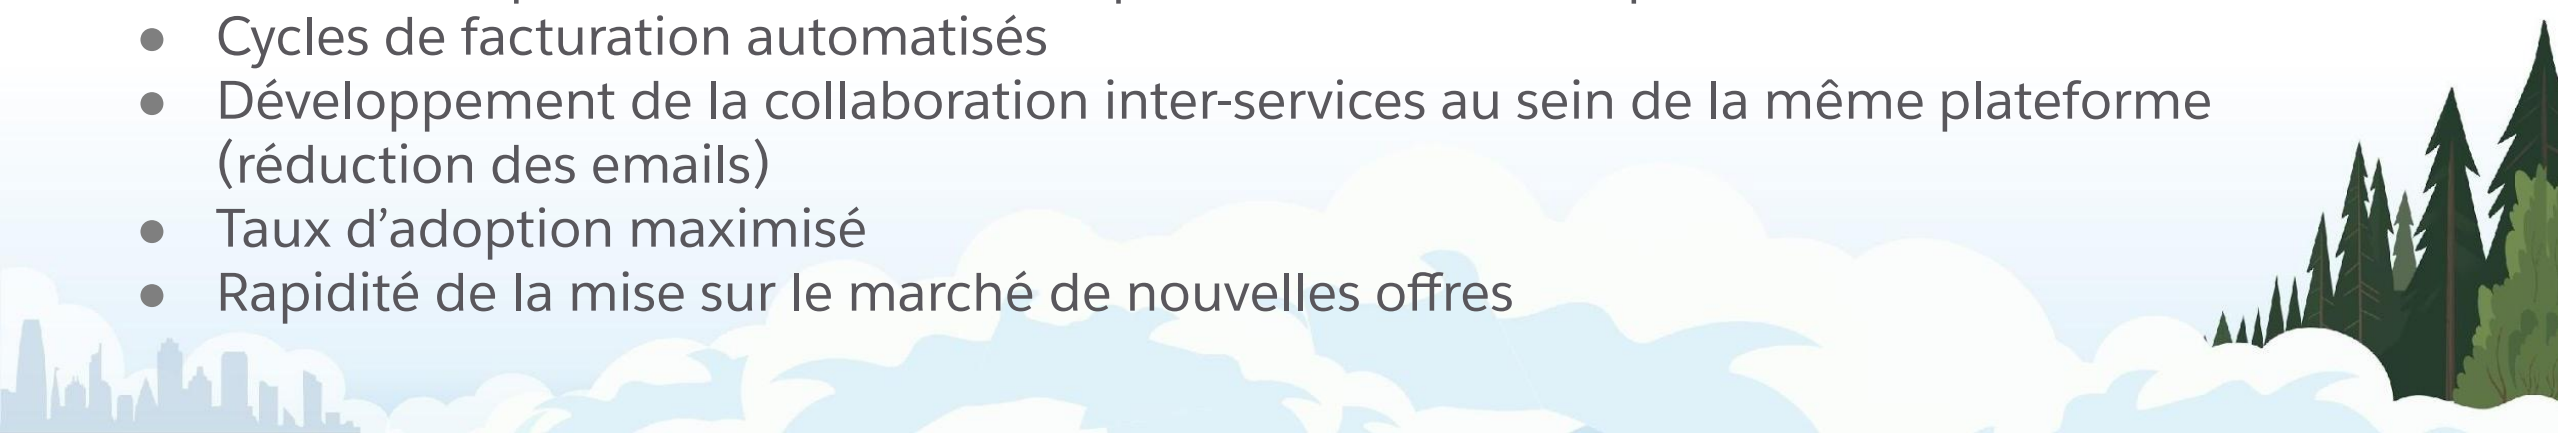 ● Cycles de facturation automatisés
● Développement de la collaboration inter-services au sein de la même plateforme
(réduction des emails)
● Taux d’adoption maximisé
● Rapidité de la mise sur le marché de nouvelles offres